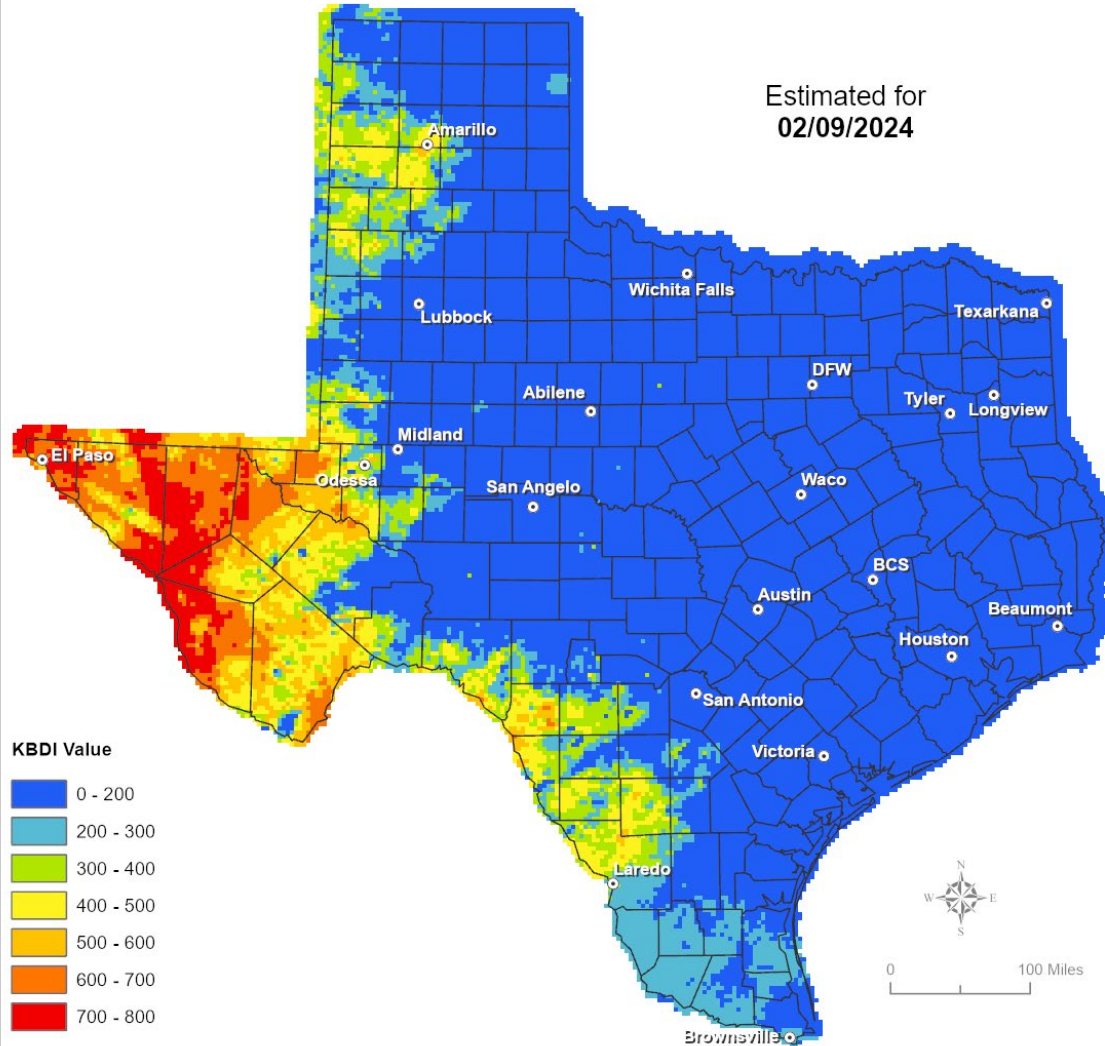 Estimated for
02/09/2024
Amarillo
Wichita Falls
Lubbock
Texarkana
DFW
Abilene
Tyler
Longview
Midland
El Paso
Odessa
San Angelo
Waco
BCS
Austin
Beaumont
Houston
San Antonio
Victoria
KBDI Value
0 - 200
200 - 300
300 - 400
400 - 500
500 - 600
600 - 700
700 - 800
Laredo
N
W E
S
0 100 Miles
Brownsville